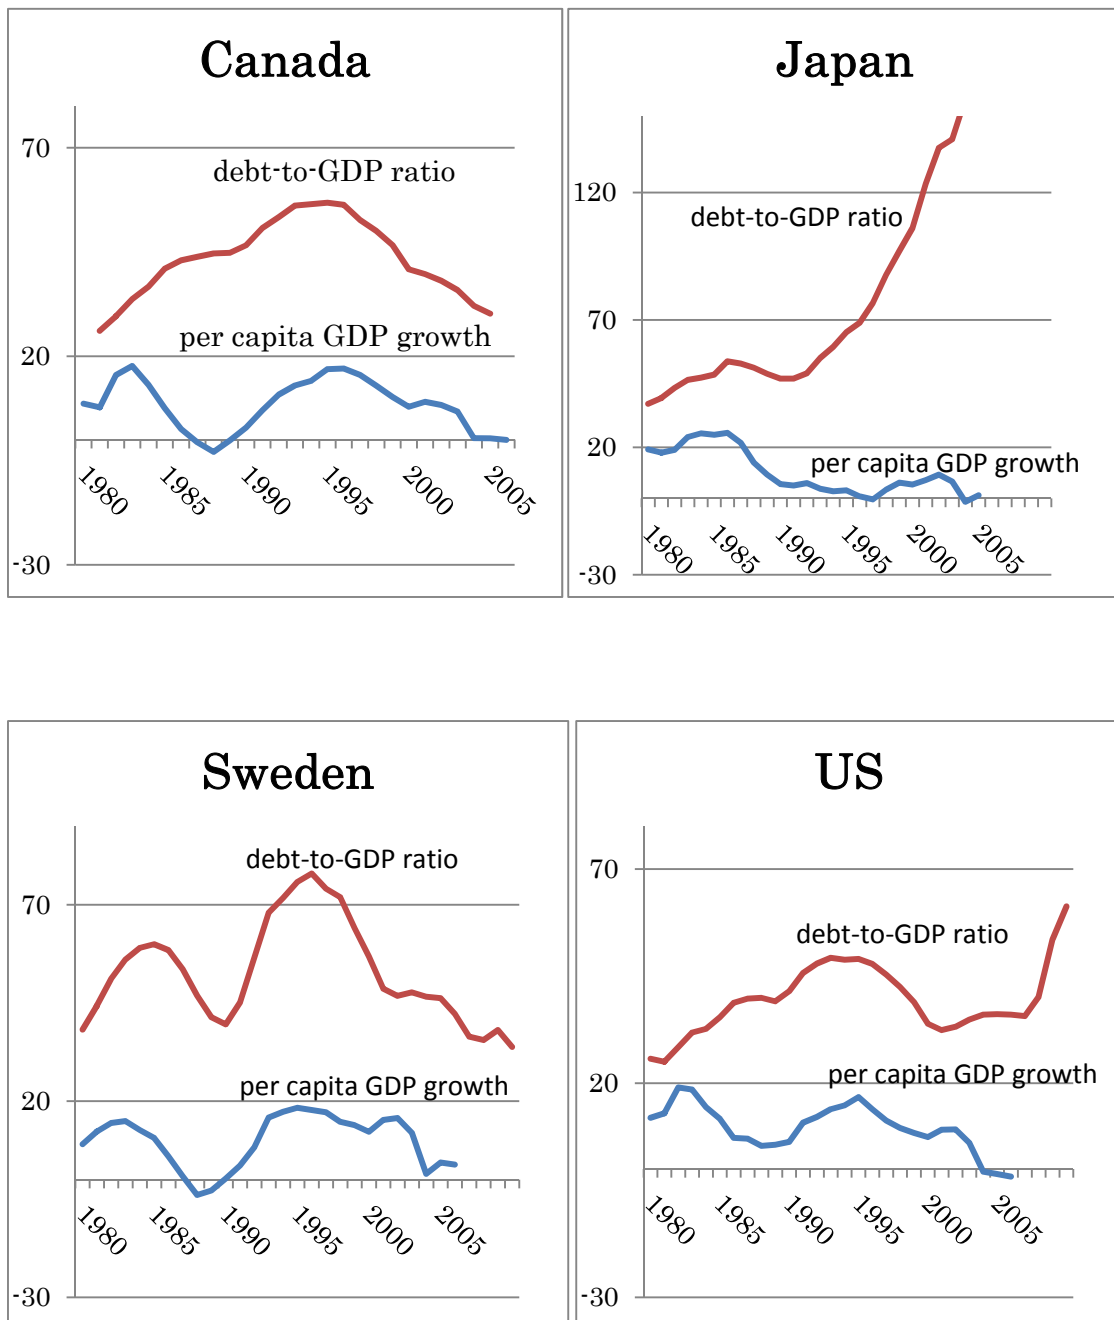 Canada
70
debt-to-GDP ratio
per capita GDP growth
20
1980 1985 1990 1995 2000 2005
-30
Japan
120
debt-to-GDP ratio
70
20
per capita GDP growth
1980 1985 1990 1995 2000 2005
-30
Sweden
debt-to-GDP ratio
70
per capita GDP growth
20
1980 1985 1990 1995 2000 2005
-30
US
70
debt-to-GDP ratio
per capita GDP growth
20
1980 1985 1990 1995 2000 2005
-30